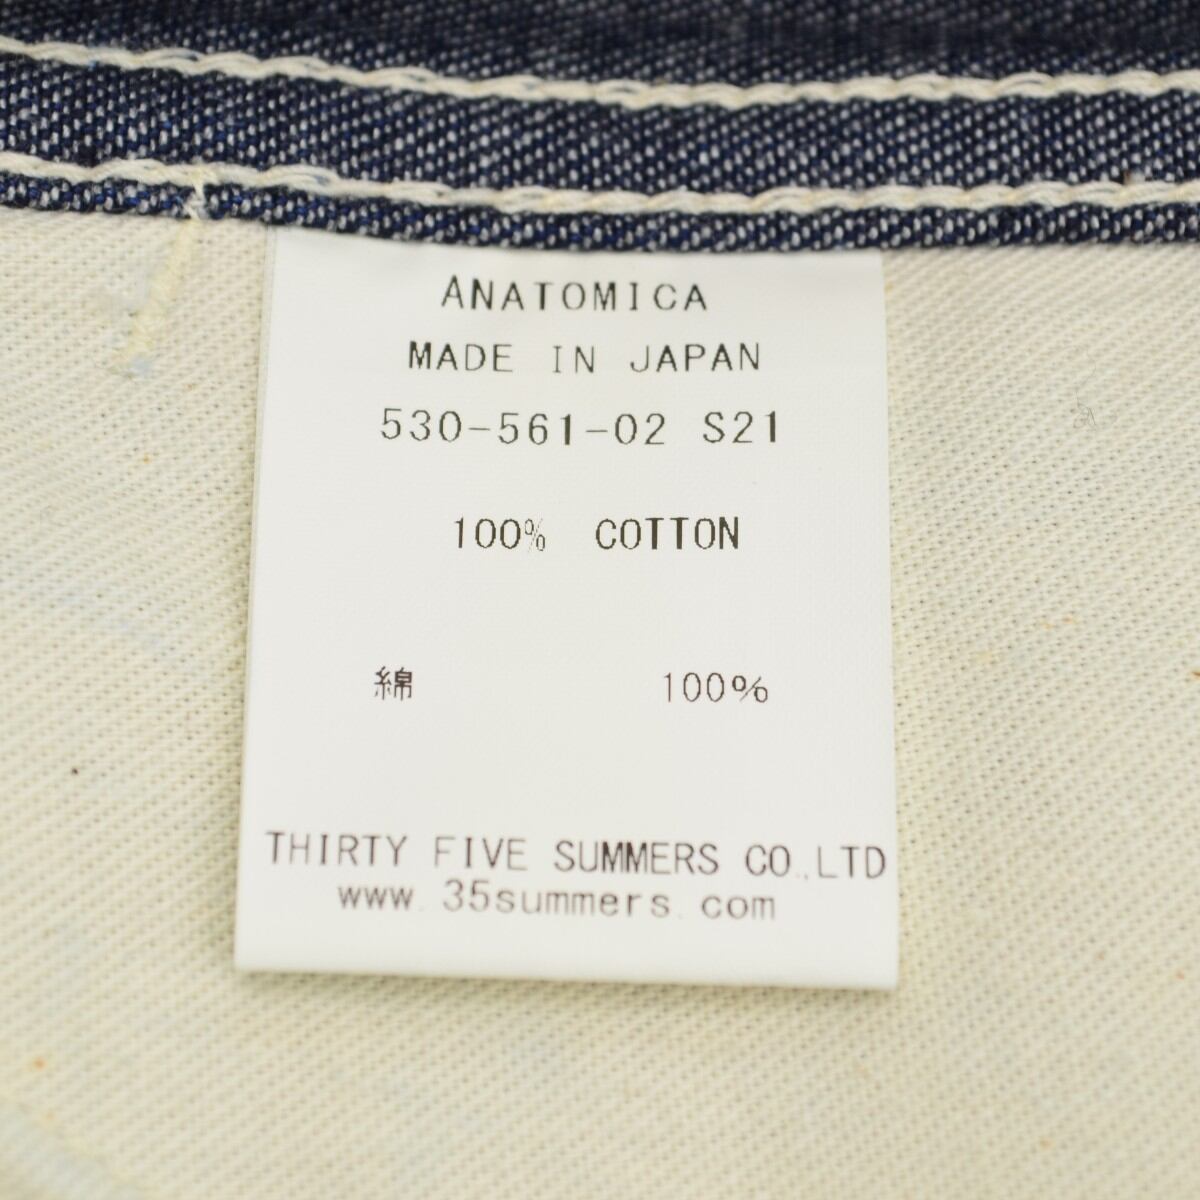 ANATOMICA
MADE IN JAPAN
530-561-02 S21
100% COTTON
綿 100%
THIRTY FIVE SUMMERS CO.,LTD
www.35summers.com